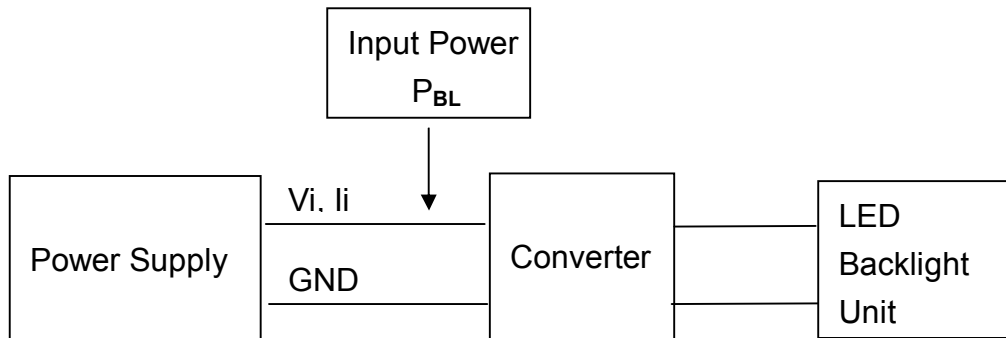 Input Power
PBL
Vi, Ii
Power Supply
GND
Converter
LED
Backlight
Unit